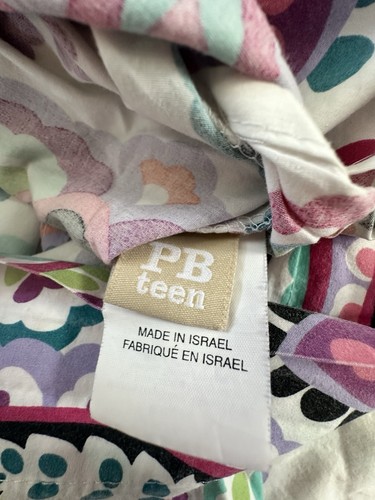 PB
teen
MADE IN ISRAEL
FABRIQUÉ EN ISRAEL